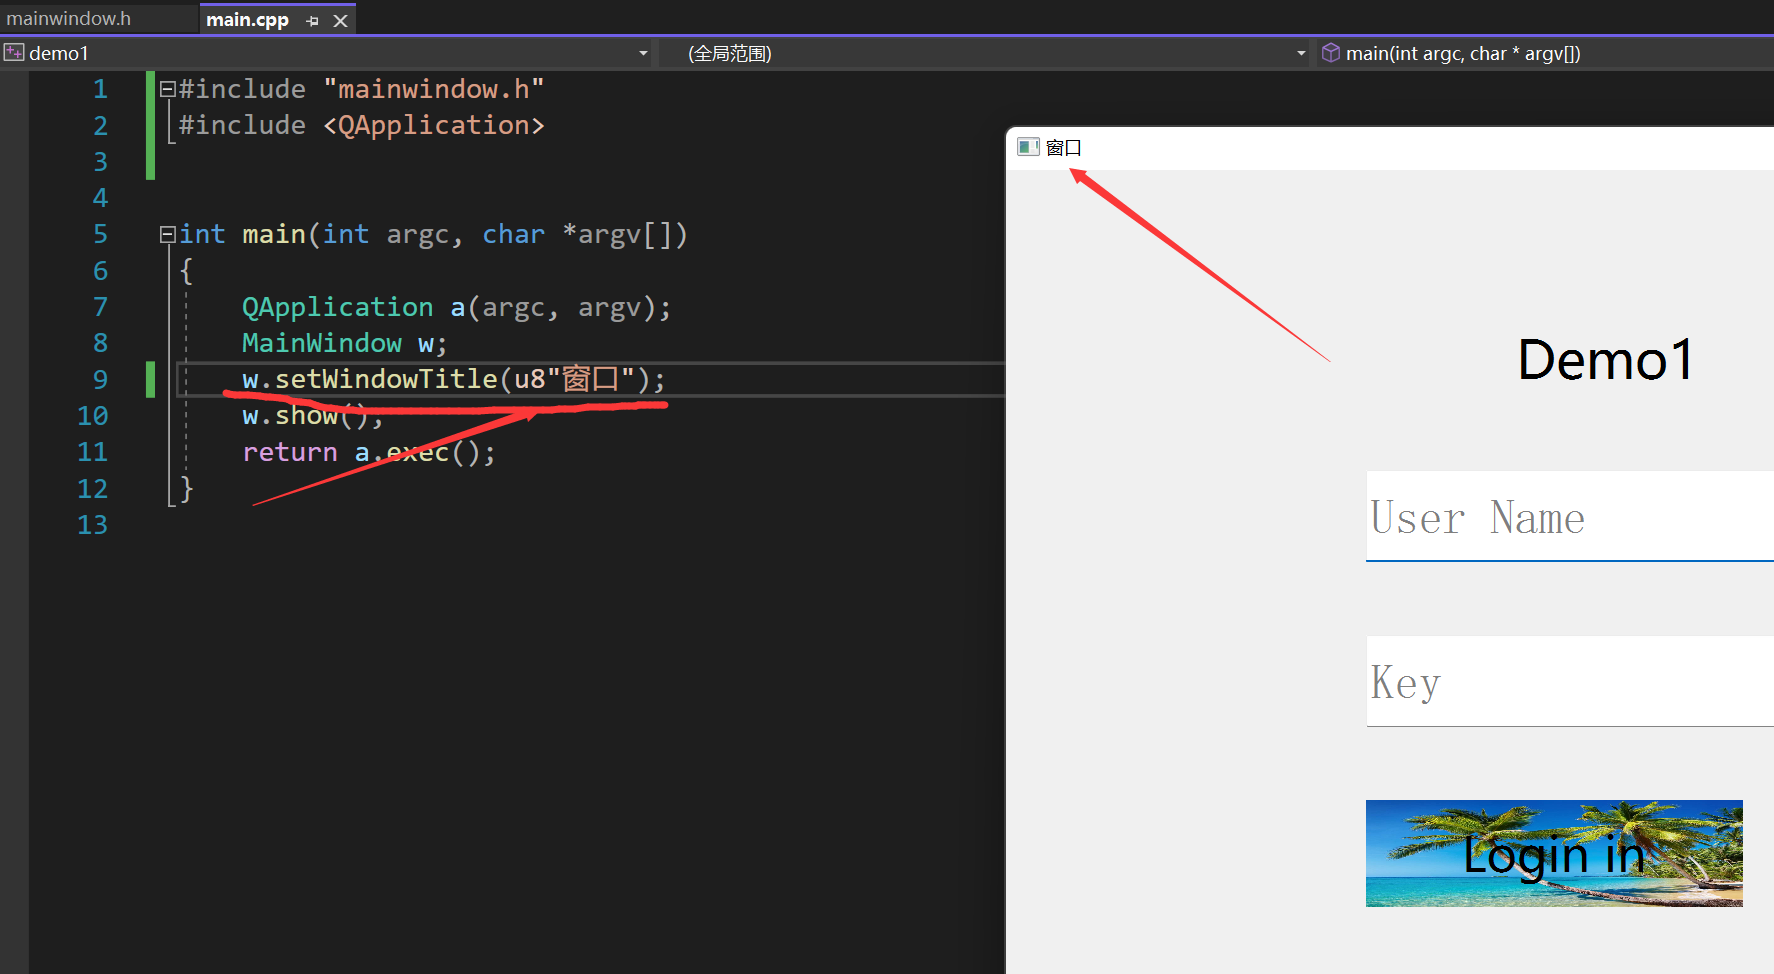 mainwindow.h
main.cpp
demo1
(全局范围)
main(int argc, char * argv[])
1 #include "mainwindow.h"
2 #include <QApplication>
3
4
5 int main(int argc, char *argv[])
6 {
7 QApplication a(argc, argv);
8 MainWindow w;
9 w.setWindowTitle(u8"窗口");
10 w.show();
11 return a.exec();
12 }
13
窗口
Demo1
User Name
Key
Login in